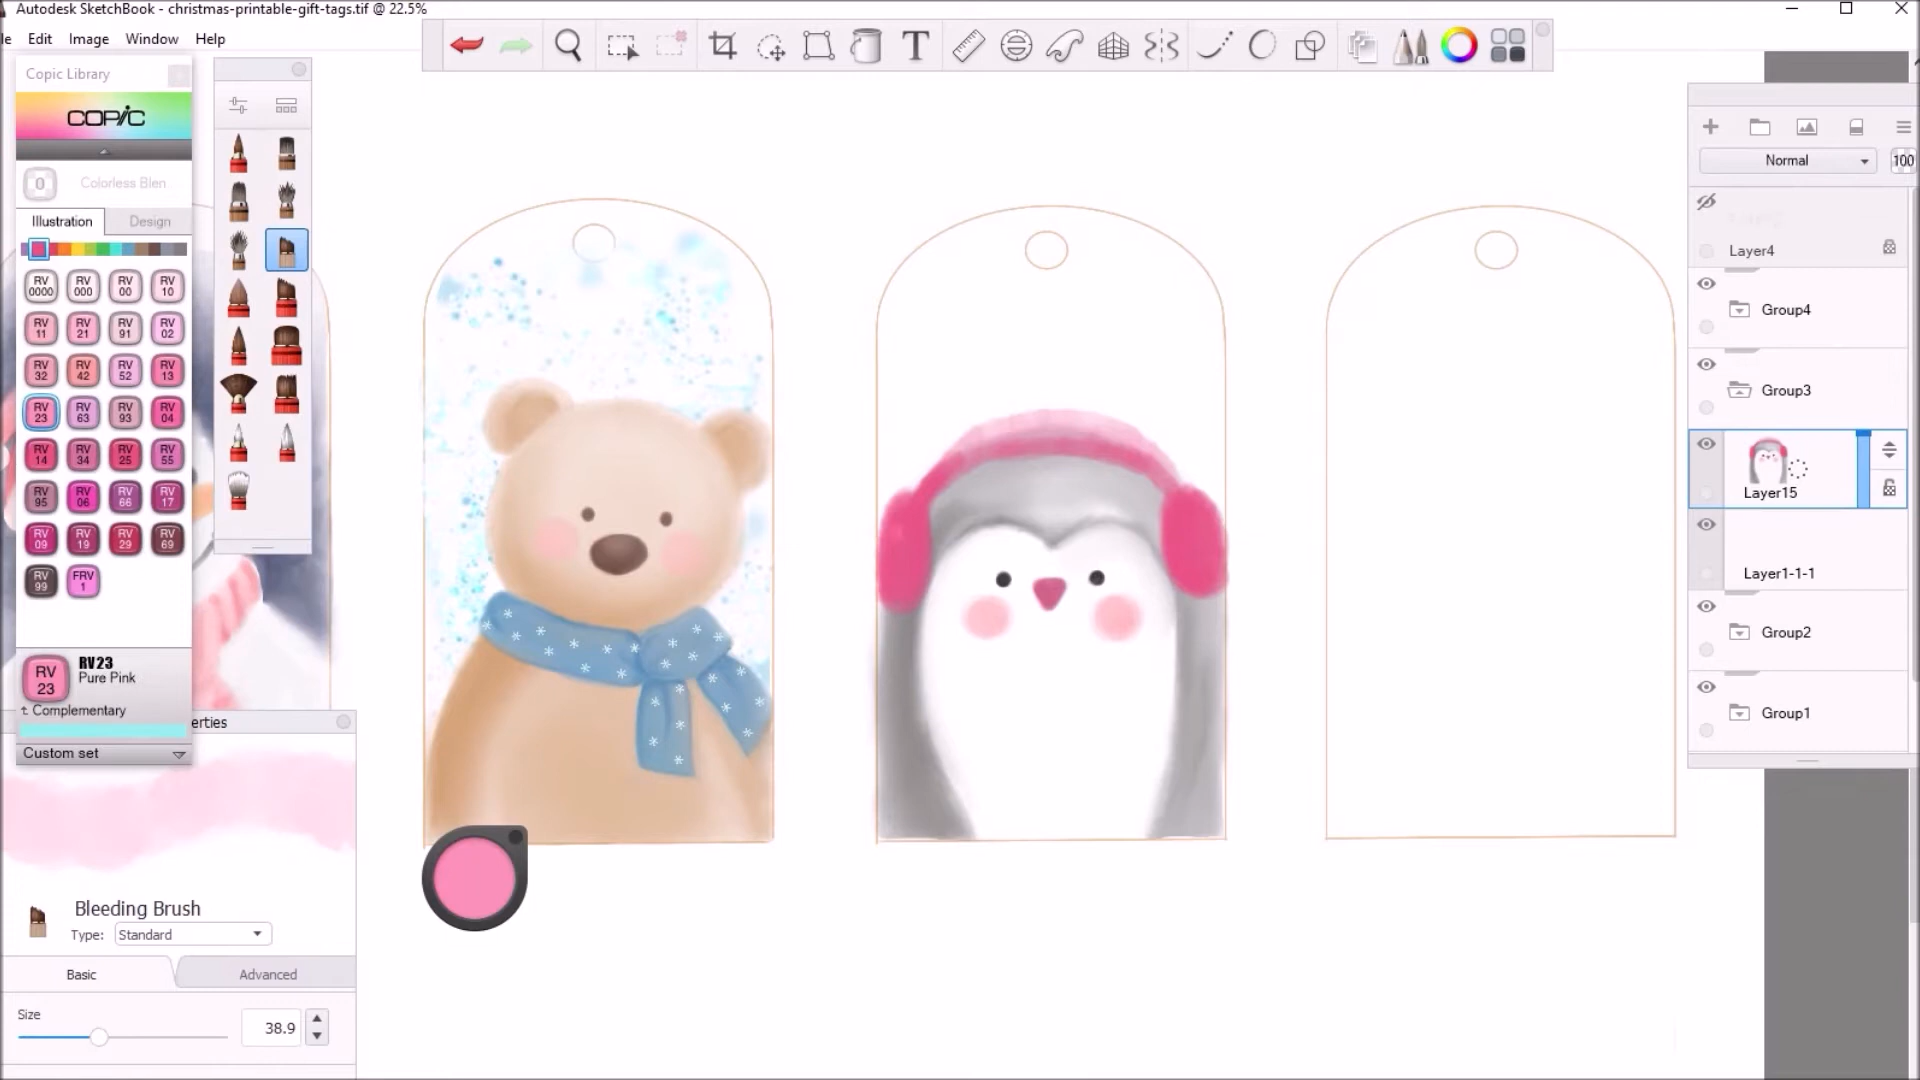 Autodesk SketchBook - christmas-printable-gift-tags.tif @ 22.5%
le Edit Image Window Help
Copic Library
COPIC
0 Colorless Blen
Illustration Design
RV 0000 RV 000 RV 00 RV 10
RV 11 RV 21 RV 91 RV 02
RV 32 RV 42 RV 52 RV 13
RV 23 RV 63 RV 93 RV 04
RV 14 RV 34 RV 25 RV 55
RV 95 RV 06 RV 66 RV 17
RV 09 RV 19 RV 29 RV 69
RV 99 FRV 1
RV 23
RV23
Pure Pink
Complementary
erties
Custom set
Bleeding Brush
Type: Standard
Basic Advanced
Size
38.9
T
Normal 100
Layer4
Group4
Group3
Layer15
Layer1-1-1
Group2
Group1